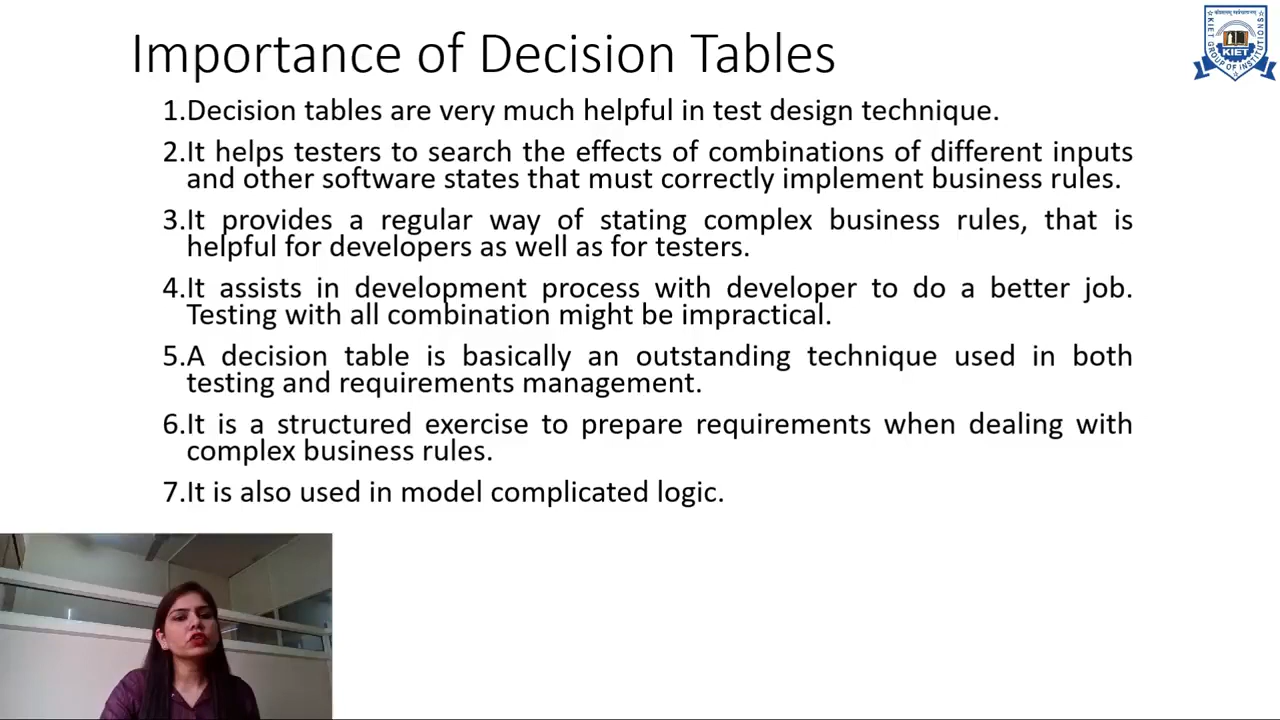 Importance of Decision Tables
1.Decision tables are very much helpful in test design technique.
2.It helps testers to search the effects of combinations of different inputs
and other software states that must correctly implement business rules.
3.It provides a regular way of stating complex business rules, that is
helpful for developers as well as for testers.
4.It assists in development process with developer to do a better job.
Testing with all combination might be impractical.
5.A decision table is basically an outstanding technique used in both
testing and requirements management.
6.It is a structured exercise to prepare requirements when dealing with
complex business rules.
7.It is also used in model complicated logic.
KIET
KIET GROUP OF INSTITUTIONS